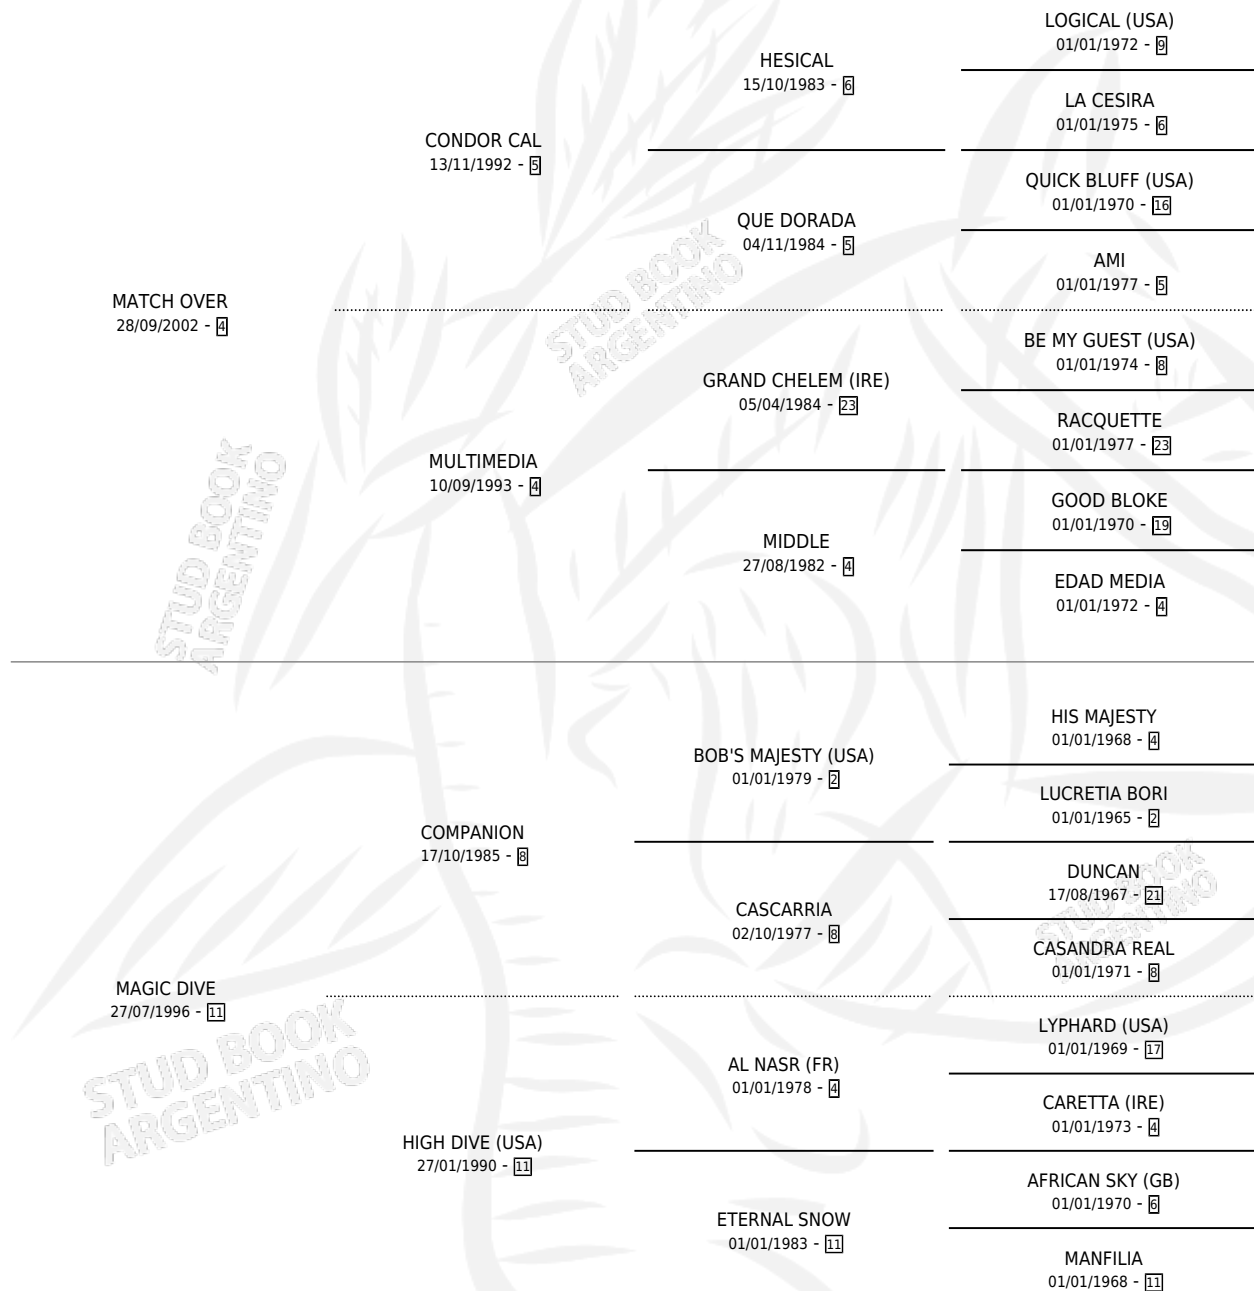 LOGICAL (USA)
01/01/1972 - 9
HESICAL
15/10/1983 - 6
LA CESIRA
01/01/1975 - 6
CONDOR CAL
13/11/1992 - 5
QUICK BLUFF (USA)
01/01/1970 - 16
QUE DORADA
04/11/1984 - 5
AMI
01/01/1977 - 5
MATCH OVER
28/09/2002 - 4
BE MY GUEST (USA)
01/01/1974 - 8
GRAND CHELEM (IRE)
05/04/1984 - 23
RACQUETTE
01/01/1977 - 23
MULTIMEDIA
10/09/1993 - 4
GOOD BLOKE
01/01/1970 - 19
MIDDLE
27/08/1982 - 4
EDAD MEDIA
01/01/1972 - 4
HIS MAJESTY
01/01/1968 - 4
BOB'S MAJESTY (USA)
01/01/1979 - 2
LUCRETIA BORI
01/01/1965 - 2
COMPANION
17/10/1985 - 8
DUNCAN
17/08/1967 - 21
CASCARRIA
02/10/1977 - 8
CASANDRA REAL
01/01/1971 - 8
MAGIC DIVE
27/07/1996 - 11
LYPHARD (USA)
01/01/1969 - 17
AL NASR (FR)
01/01/1978 - 4
CARETTA (IRE)
01/01/1973 - 4
HIGH DIVE (USA)
27/01/1990 - 11
AFRICAN SKY (GB)
01/01/1970 - 6
ETERNAL SNOW
01/01/1983 - 11
MANFILIA
01/01/1968 - 11
STUD BOOK
ARGENTINO
STUD BOOK
ARGENTINO
STUD BOOK
ARGENTINO
STUD BOOK
ARGENTINO